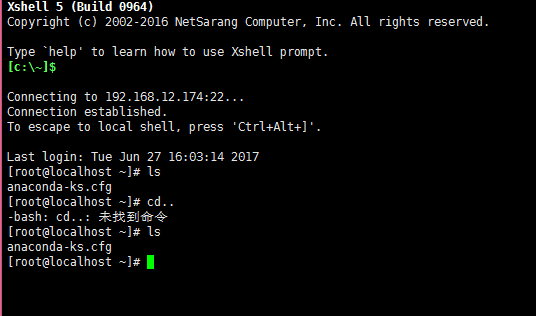 Xshell 5 (Build 0964)
Copyright (c) 2002-2016 NetSarang Computer, Inc. All rights reserved.
Type `help' to learn how to use Xshell prompt.
[c:\~]$
Connecting to 192.168.12.174:22...
Connection established.
To escape to local shell, press 'Ctrl+Alt+]'.
Last login: Tue Jun 27 16:03:14 2017
[root@localhost ~]# ls
anaconda-ks.cfg
[root@localhost ~]# cd..
-bash: cd..: 未找到命令
[root@localhost ~]# ls
anaconda-ks.cfg
[root@localhost ~]#